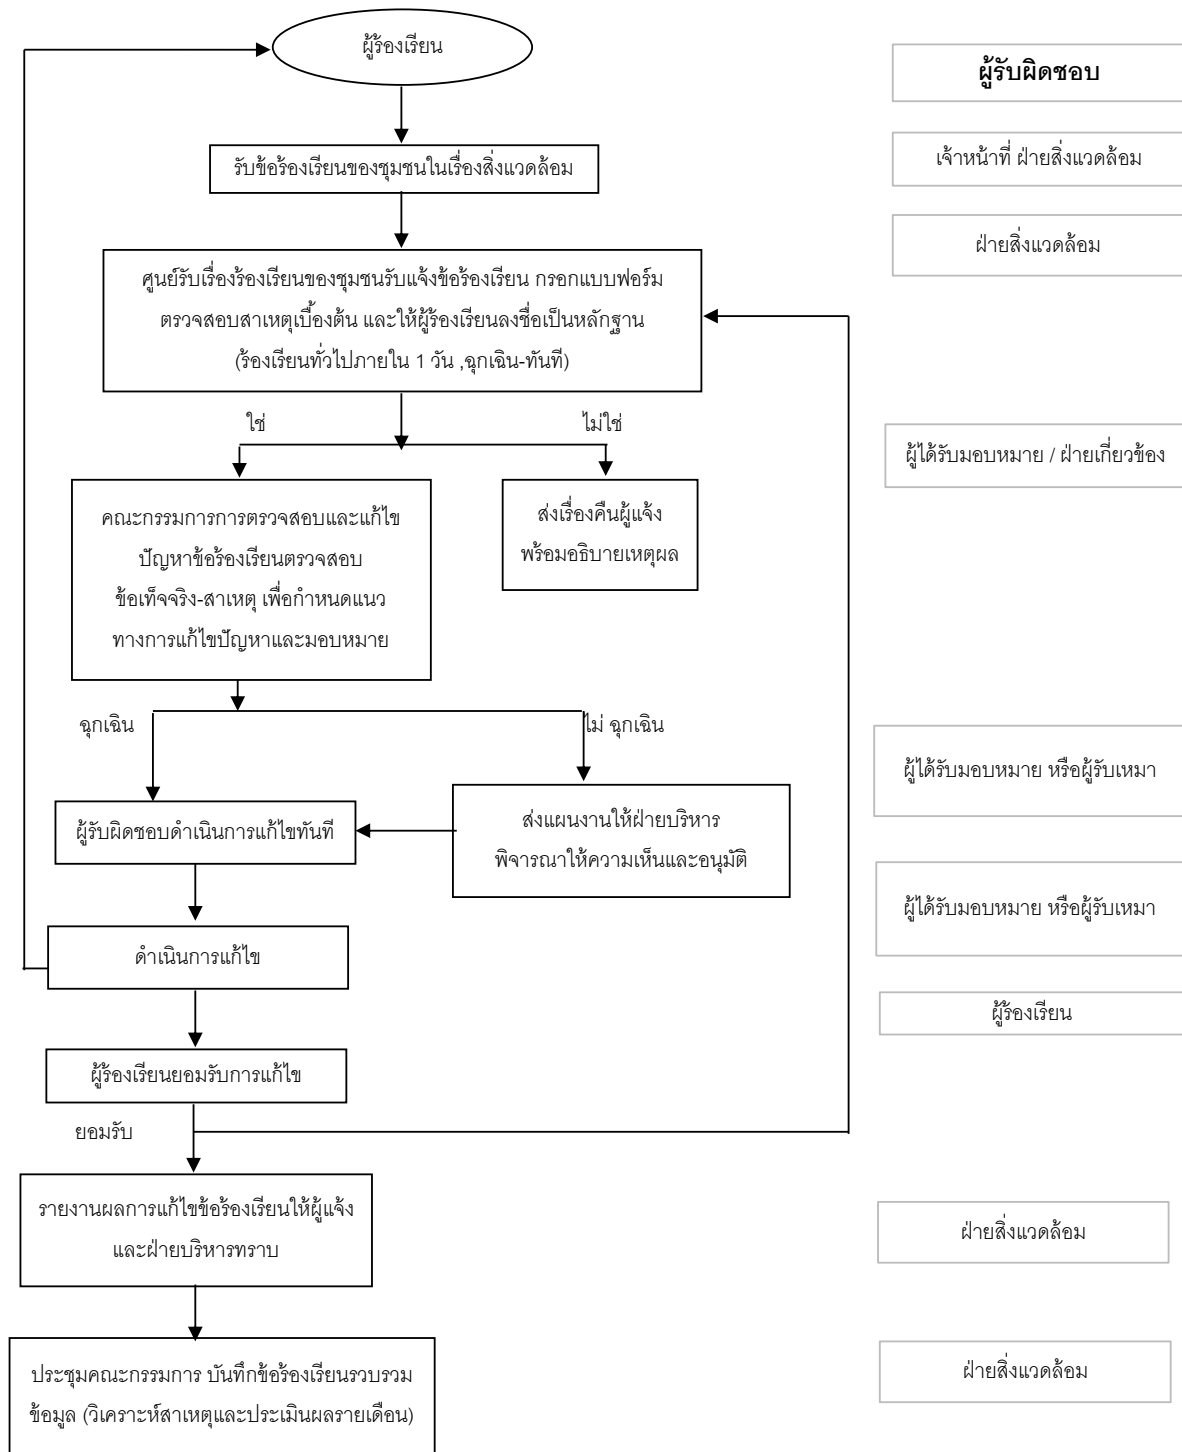 ผู้ร้องเรียน
ผู้รับผิดชอบ
รับข้อร้องเรียนของชุมชนในเรื่องสิ่งแวดล้อม
เจ้าหน้าที่ ฝ่ายสิ่งแวดล้อม
ฝ่ายสิ่งแวดล้อม
ศูนย์รับเรื่องร้องเรียนของชุมชนรับแจ้งข้อร้องเรียน กรอกแบบฟอร์ม
ตรวจสอบสาเหตุเบื้องต้น และให้ผู้ร้องเรียนลงชื่อเป็นหลักฐาน
(ร้องเรียนทั่วไปภายใน 1 วัน ,ฉุกเฉิน-ทันที)
ใช่
ไม่ใช่
ผู้ได้รับมอบหมาย / ฝ่ายเกี่ยวข้อง
คณะกรรมการการตรวจสอบและแก้ไข
ปัญหาข้อร้องเรียนตรวจสอบ
ข้อเท็จจริง-สาเหตุ เพื่อกำหนดแนว
ทางการแก้ไขปัญหาและมอบหมาย
ส่งเรื่องคืนผู้แจ้ง
พร้อมอธิบายเหตุผล
ฉุกเฉิน
ไม่ ฉุกเฉิน
ผู้ได้รับมอบหมาย หรือผู้รับเหมา
ผู้รับผิดชอบดำเนินการแก้ไขทันที
ส่งแผนงานให้ฝ่ายบริหาร
พิจารณาให้ความเห็นและอนุมัติ
ผู้ได้รับมอบหมาย หรือผู้รับเหมา
ดำเนินการแก้ไข
ผู้ร้องเรียน
ผู้ร้องเรียนยอมรับการแก้ไข
ยอมรับ
รายงานผลการแก้ไขข้อร้องเรียนให้ผู้แจ้ง
และฝ่ายบริหารทราบ
ฝ่ายสิ่งแวดล้อม
ประชุมคณะกรรมการ บันทึกข้อร้องเรียนรวบรวม
ข้อมูล (วิเคราะห์สาเหตุและประเมินผลรายเดือน)
ฝ่ายสิ่งแวดล้อม